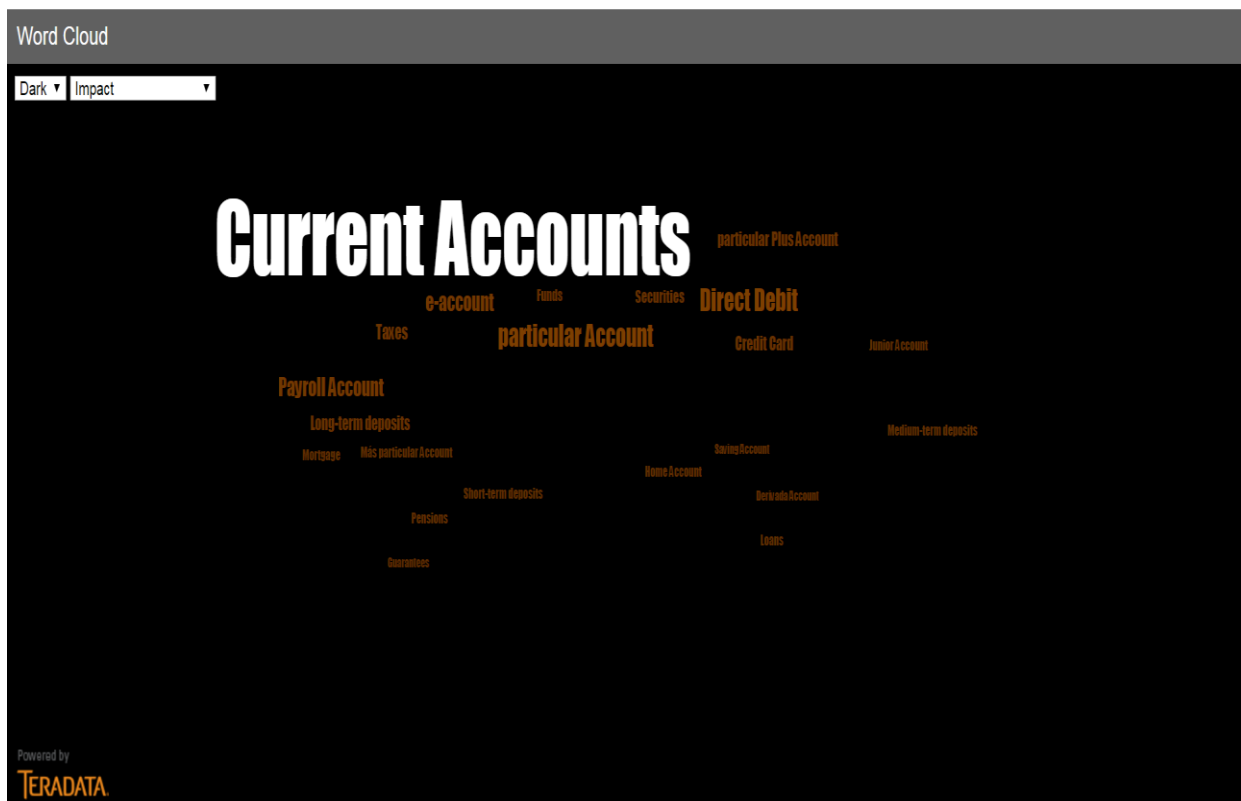 Word Cloud
Dark Impact
Current Accounts
particular Plus Account
e-account Funds Securities Direct Debit
Taxes particular Account Credit Card Junior Account
Payroll Account
Long-term deposits Medium-term deposits
Mortgage Más particular Account Saving Account
Home Account
Short-term deposits Derivada Account
Pensions
Loans
Guarantees
Powered by
TERADATA.